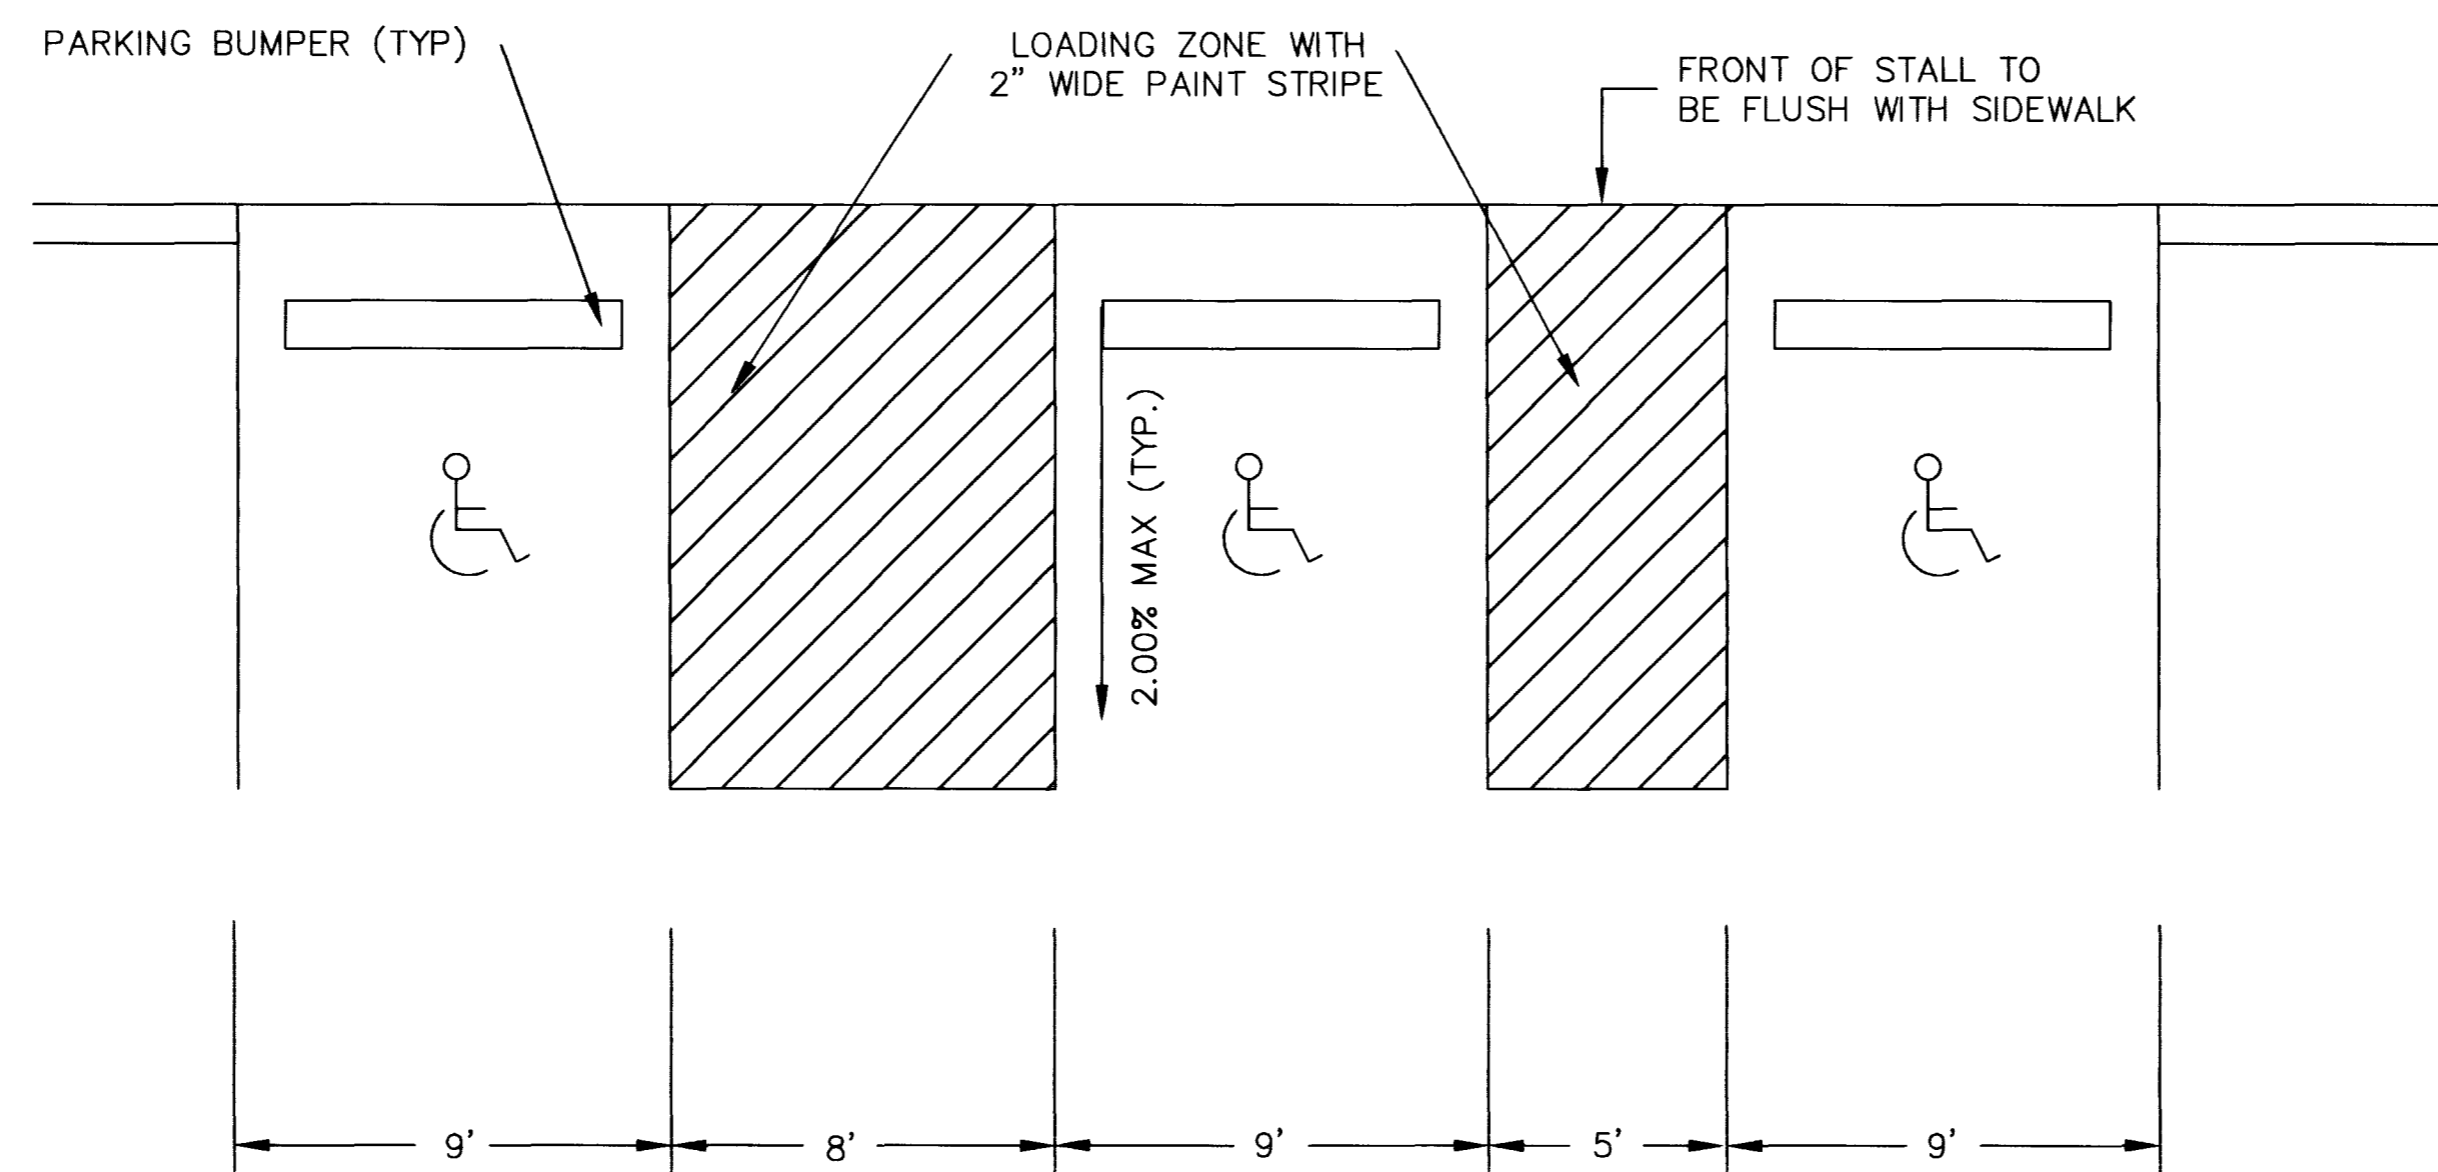 PARKING BUMPER (TYP)
LOADING ZONE WITH
2” WIDE PAINT STRIPE
FRONT OF STALL TO
BE FLUSH WITH SIDEWALK
2.00% MAX (TYP.)
9'
8'
9'
5'
9'